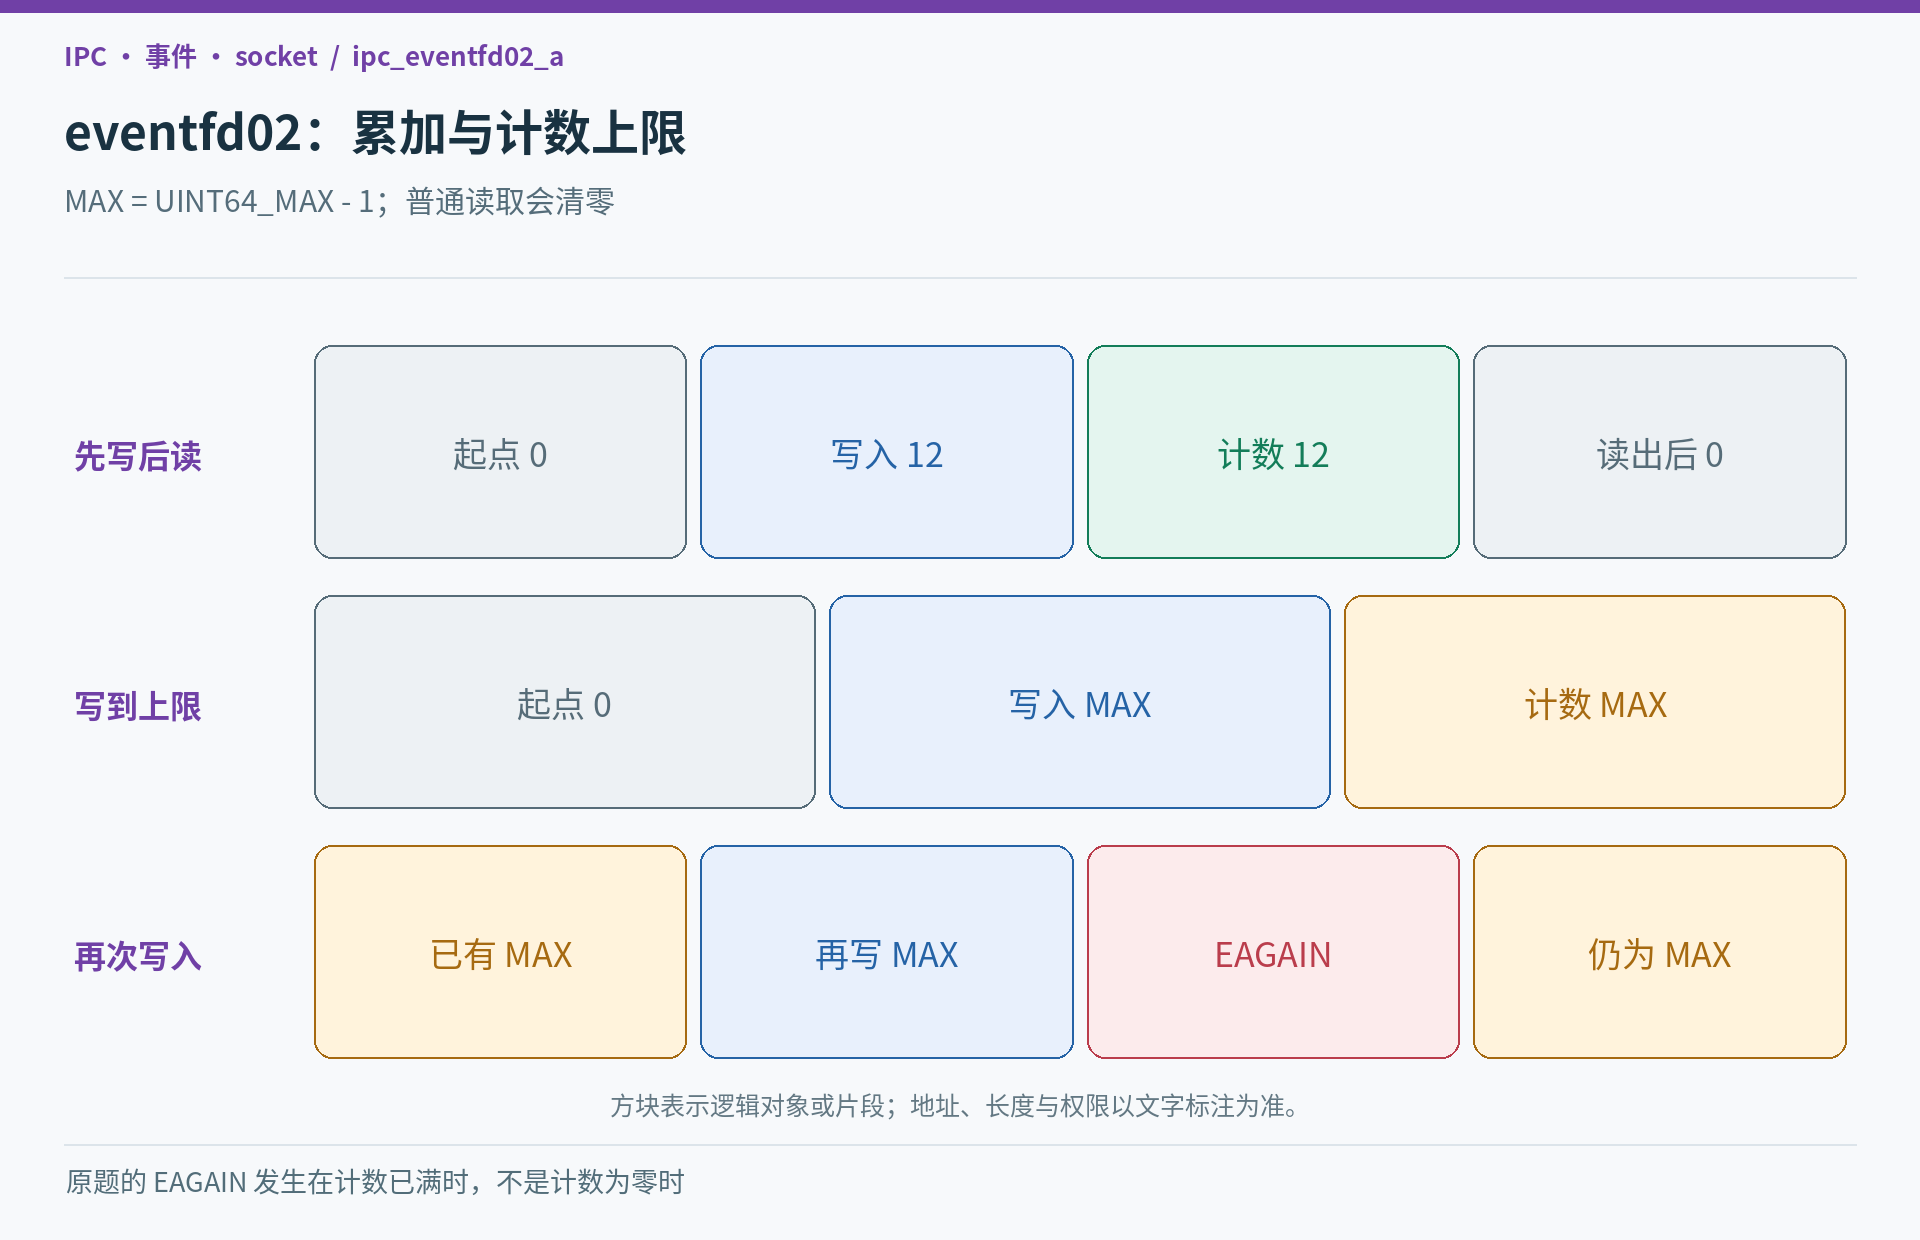 IPC · 事件 · socket / ipc_eventfd02_a
eventfd02：累加与计数上限
MAX = UINT64_MAX - 1；普通读取会清零
先写后读
起点 0
写入 12
计数 12
读出后 0
写到上限
起点 0
写入 MAX
计数 MAX
再次写入
已有 MAX
再写 MAX
EAGAIN
仍为 MAX
方块表示逻辑对象或片段；地址、长度与权限以文字标注为准。
原题的 EAGAIN 发生在计数已满时，不是计数为零时